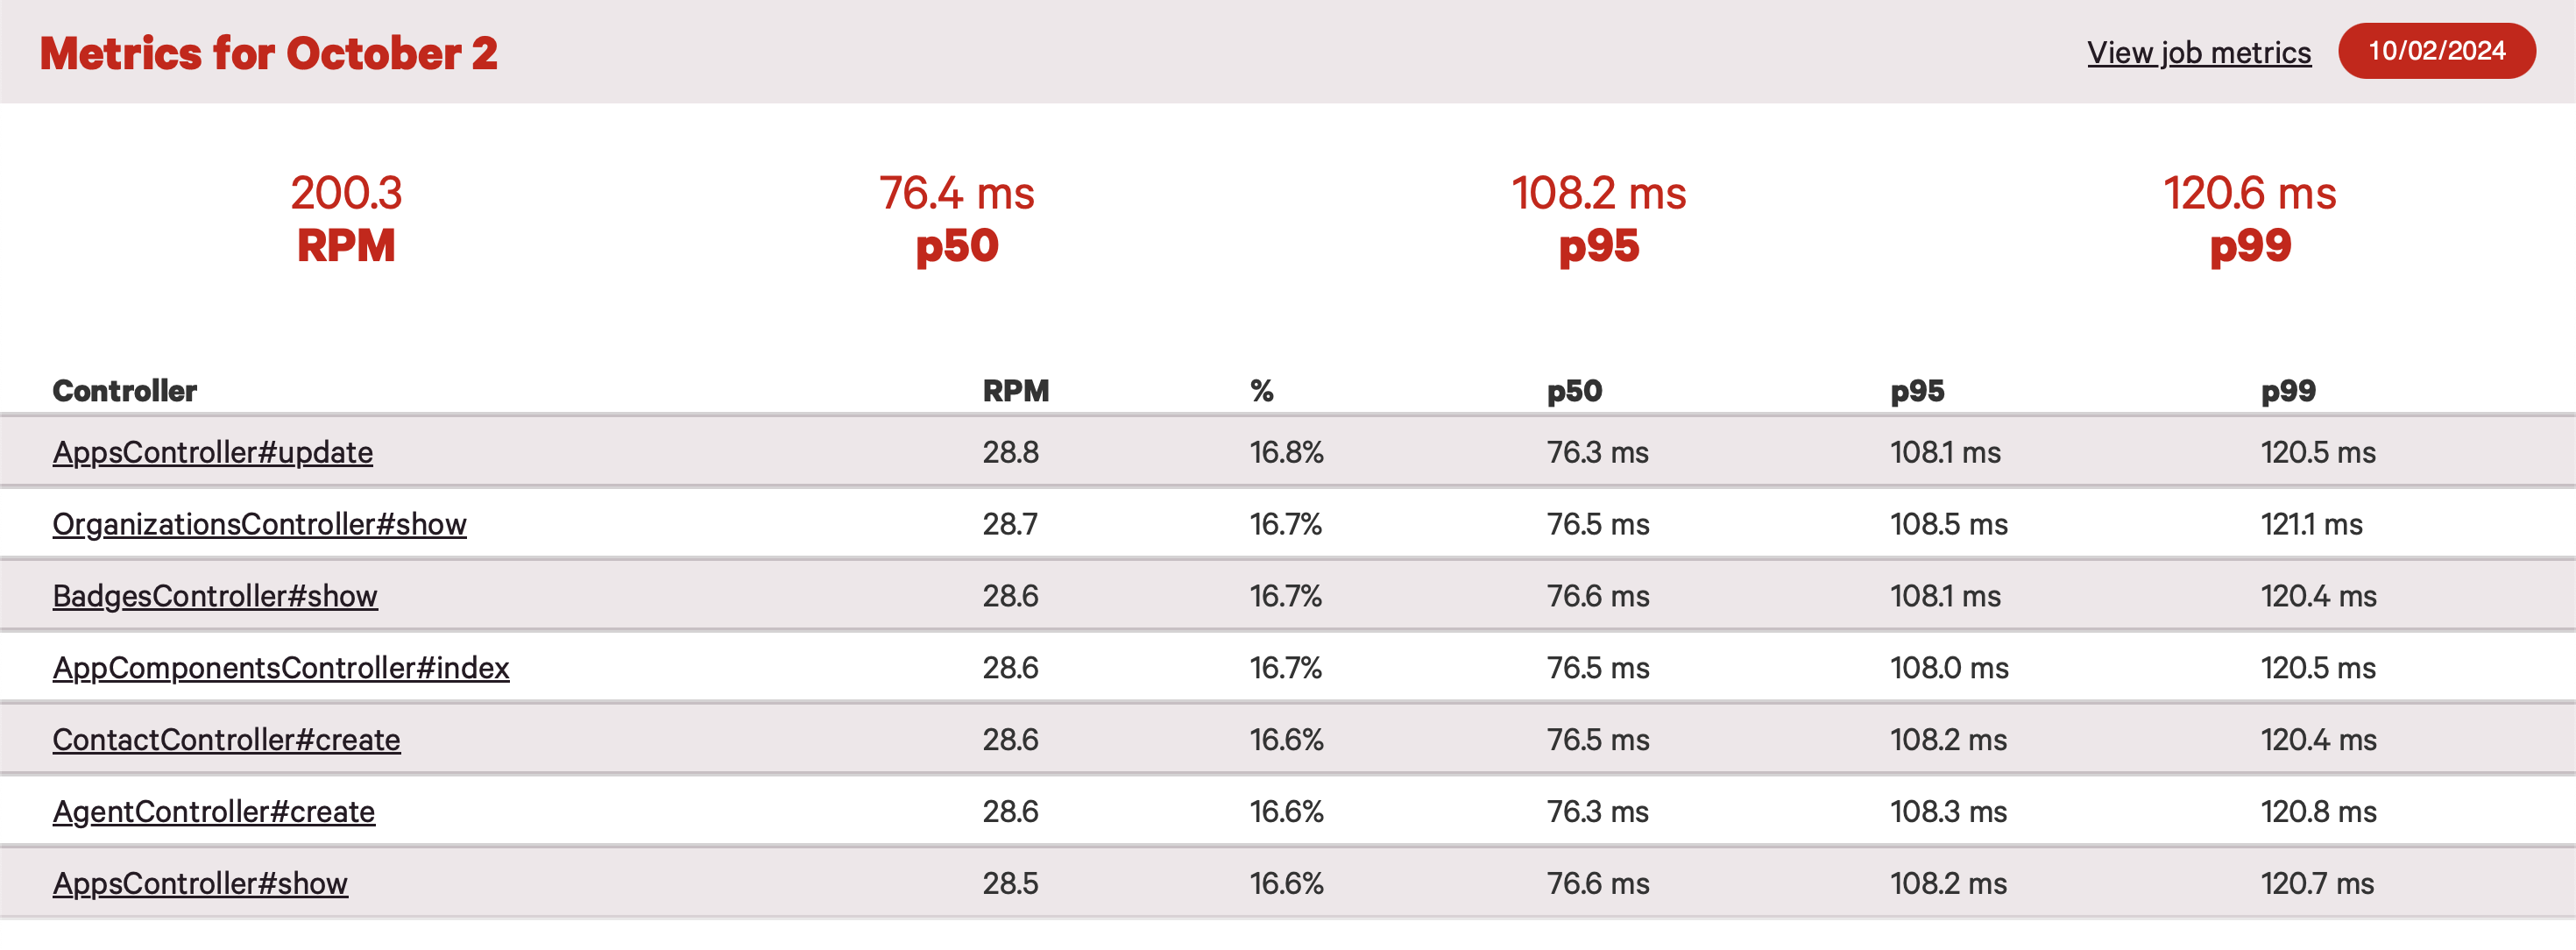 Metrics for October 2 View job metrics 10/02/2024
200.3 76.4 ms 108.2 ms 120.6 ms
RPM p50 p95 p99
Controller RPM % p50 p95 p99
AppsController#update 28.8 16.8% 76.3 ms 108.1 ms 120.5 ms
OrganizationsController#show 28.7 16.7% 76.5 ms 108.5 ms 121.1 ms
BadgesController#show 28.6 16.7% 76.6 ms 108.1 ms 120.4 ms
AppComponentsController#index 28.6 16.7% 76.5 ms 108.0 ms 120.5 ms
ContactController#create 28.6 16.6% 76.5 ms 108.2 ms 120.4 ms
AgentController#create 28.6 16.6% 76.3 ms 108.3 ms 120.8 ms
AppsController#show 28.5 16.6% 76.6 ms 108.2 ms 120.7 ms